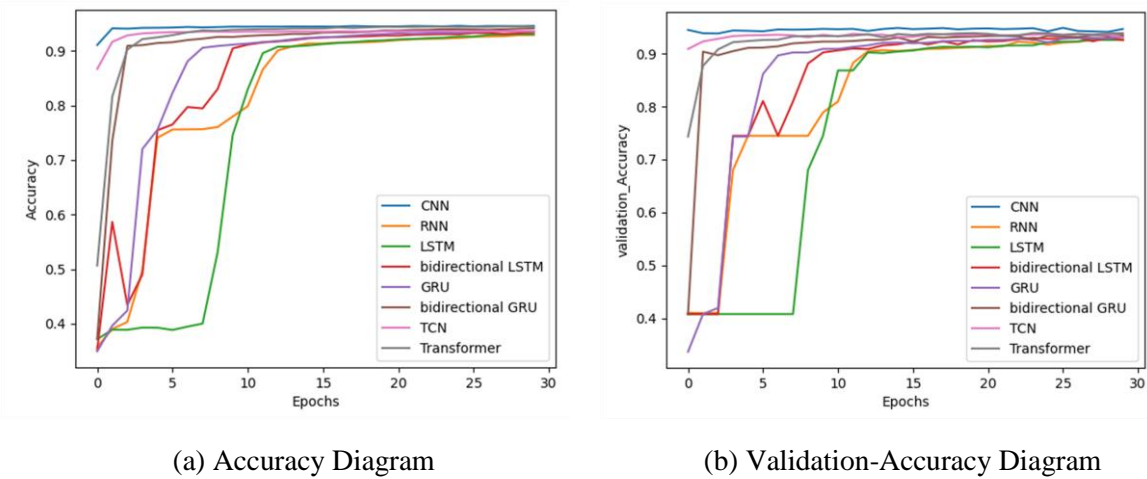 0.9
0.8
0.7
0.6
0.5
0.4
Accuracy
0 5 10 15 20 25 30
Epochs
CNN
RNN
LSTM
bidirectional LSTM
GRU
bidirectional GRU
TCN
Transformer
(a) Accuracy Diagram
0.9
0.8
0.7
0.6
0.5
0.4
validation_Accuracy
0 5 10 15 20 25 30
Epochs
CNN
RNN
LSTM
bidirectional LSTM
GRU
bidirectional GRU
TCN
Transformer
(b) Validation-Accuracy Diagram